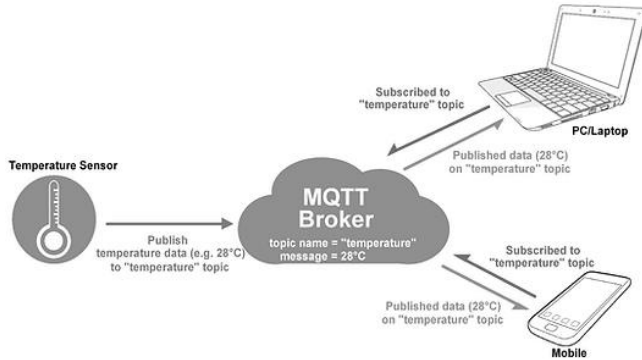 Subscribed to
"temperature" topic
PC/Laptop
Published data (28°C)
on "temperature" topic
Temperature Sensor
MQTT
Broker
topic name = "temperature"
message = 28°C
Publish
temperature data (e.g. 28°C)
to "temperature" topic
Subscribed to
"temperature" topic
Published data (28°C)
on "temperature" topic
Mobile